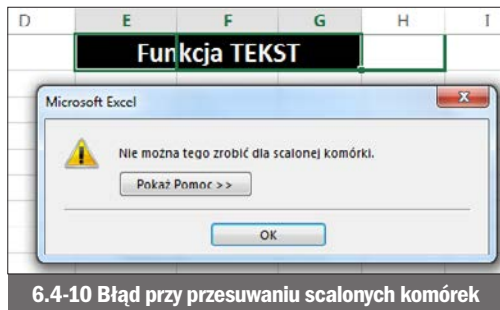 D E F G H I
Funkcja TEKST
Microsoft Excel
Nie można tego zrobić dla scalonej komórki.
Pokaż Pomoc >>
OK
6.4-10 Błąd przy przesuwaniu scalonych komórek